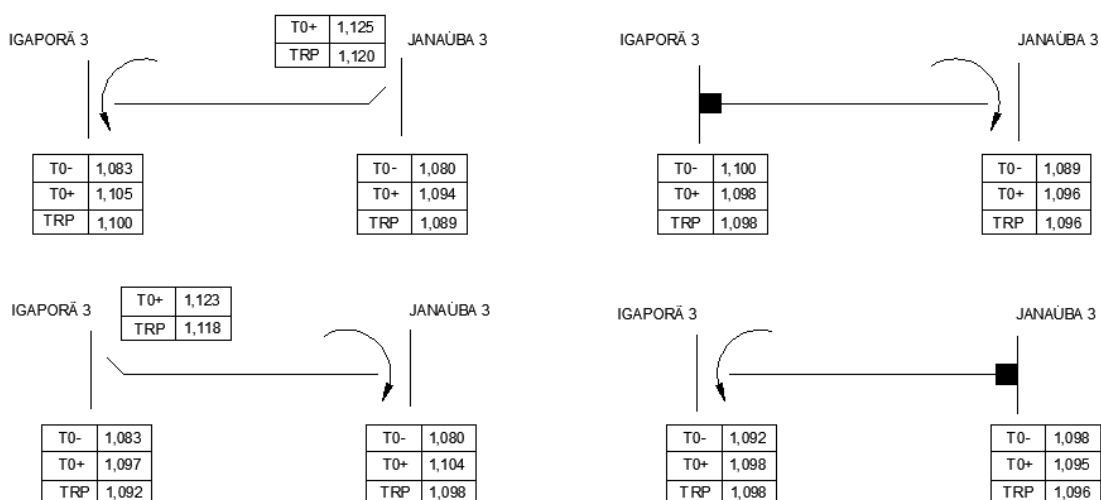 IGAPORÃ 3
T0+ 1,125
TRP 1,120
JANAÚBA 3
T0- 1,083
T0+ 1,105
TRP 1,100
T0- 1,080
T0+ 1,094
TRP 1,089
IGAPORÃ 3
JANAÚBA 3
T0- 1,100
T0+ 1,098
TRP 1,098
T0- 1,089
T0+ 1,096
TRP 1,096
IGAPORÃ 3
T0+ 1,123
TRP 1,118
JANAÚBA 3
T0- 1,083
T0+ 1,097
TRP 1,092
T0- 1,080
T0+ 1,104
TRP 1,098
IGAPORÃ 3
JANAÚBA 3
T0- 1,092
T0+ 1,098
TRP 1,098
T0- 1,098
T0+ 1,095
TRP 1,096